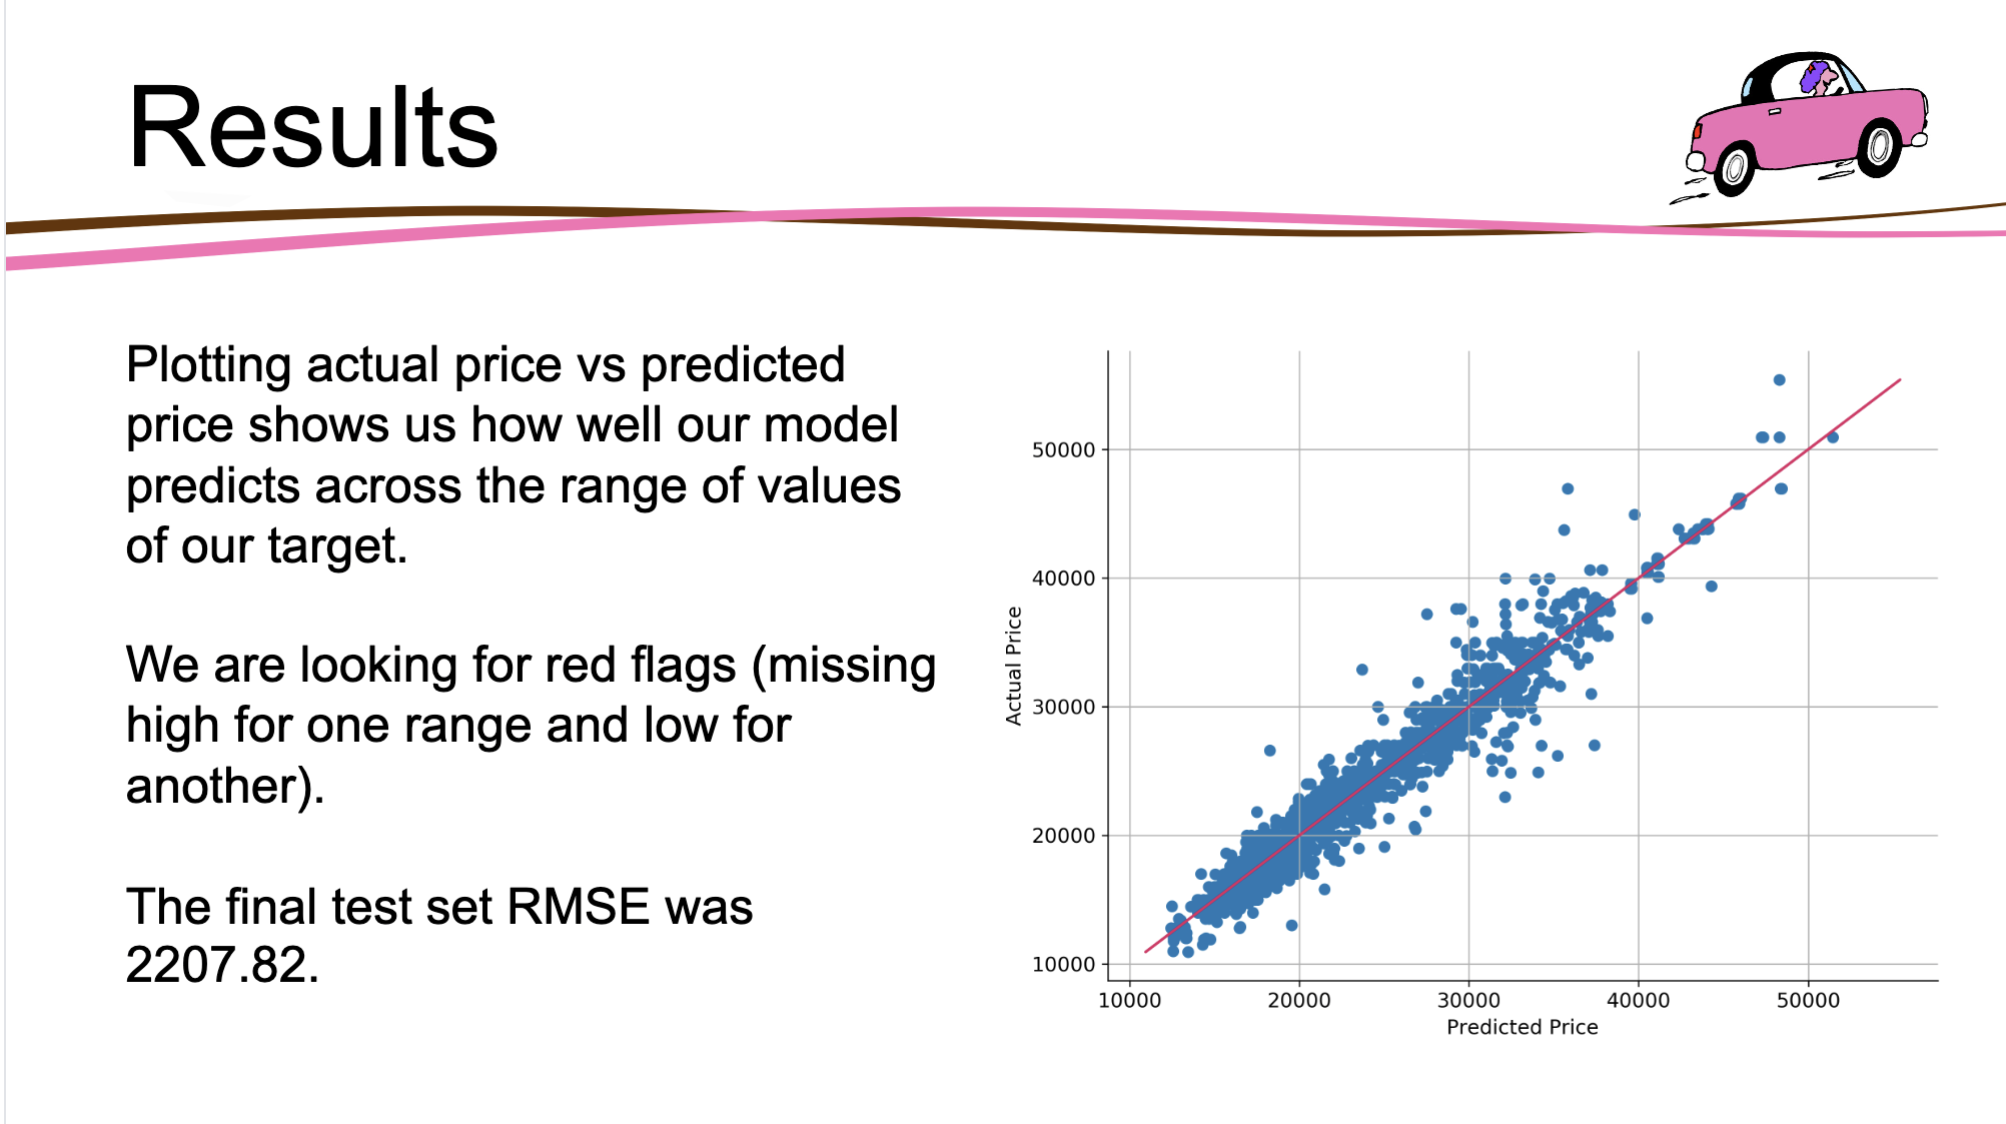 Results
Plotting actual price vs predicted
price shows us how well our model
predicts across the range of values
of our target.
We are looking for red flags (missing
high for one range and low for
another).
The final test set RMSE was
2207.82.
50000
40000
30000
20000
10000
Actual Price
10000 20000 30000 40000 50000
Predicted Price